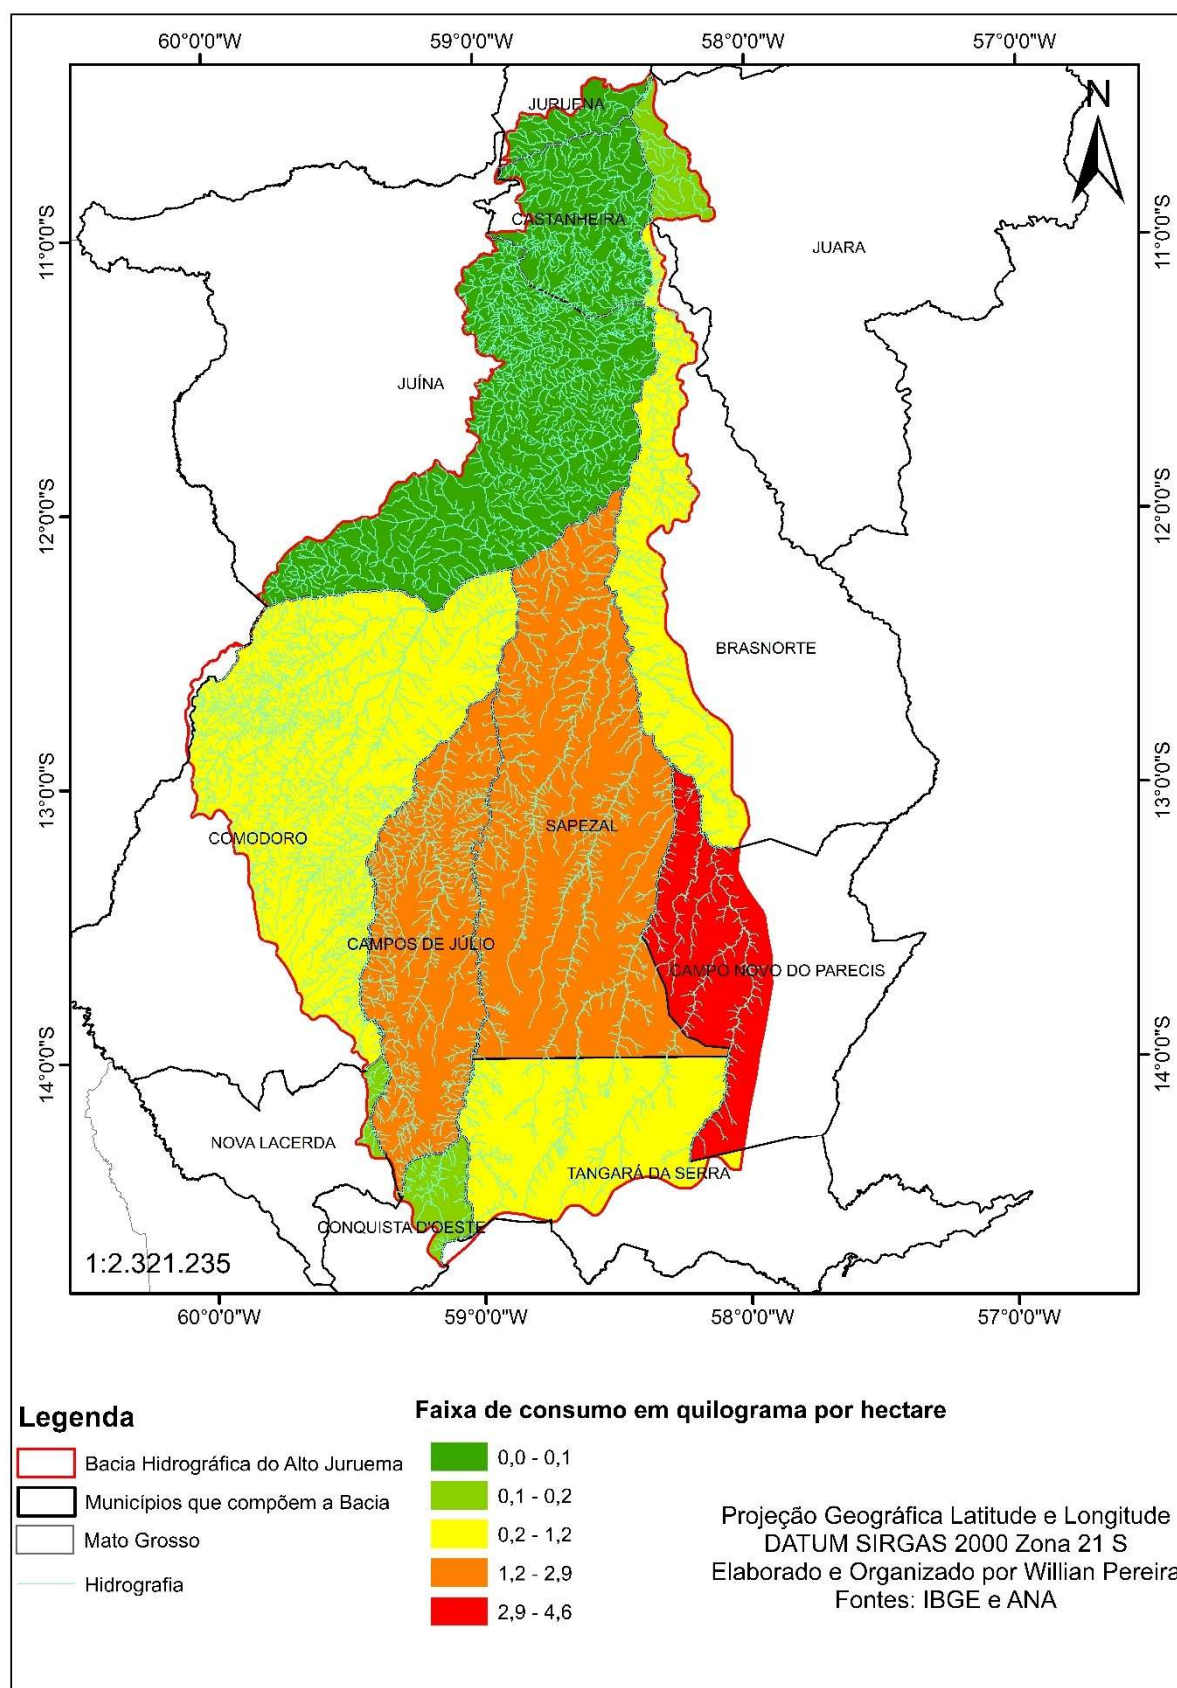 60°0'0"W 59°0'0"W 58°0'0"W 57°0'0"W
N
JURUENA
CASTANHEIRA
11°0'0"S
11°0'0"S
JUARA
JUÍNA
12°0'0"S
12°0'0"S
BRASNORTE
13°0'0"S
13°0'0"S
SAPEZAL
COMODORO
CAMPOS DE JÚLIO
CAMPO NOVO DO PARECIS
14°0'0"S
14°0'0"S
NOVA LACERDA
TANGARÁ DA SERRA
CONQUISTA D'OESTE
1:2.321.235
60°0'0"W 59°0'0"W 58°0'0"W 57°0'0"W
Legenda
Bacia Hidrográfica do Alto Juruema
Municípios que compõem a Bacia
Mato Grosso
Hidrografia
Faixa de consumo em quilograma por hectare
0,0 - 0,1
0,1 - 0,2
0,2 - 1,2
1,2 - 2,9
2,9 - 4,6
Projeção Geográfica Latitude e Longitude
DATUM SIRGAS 2000 Zona 21 S
Elaborado e Organizado por Willian Pereira
Fontes: IBGE e ANA